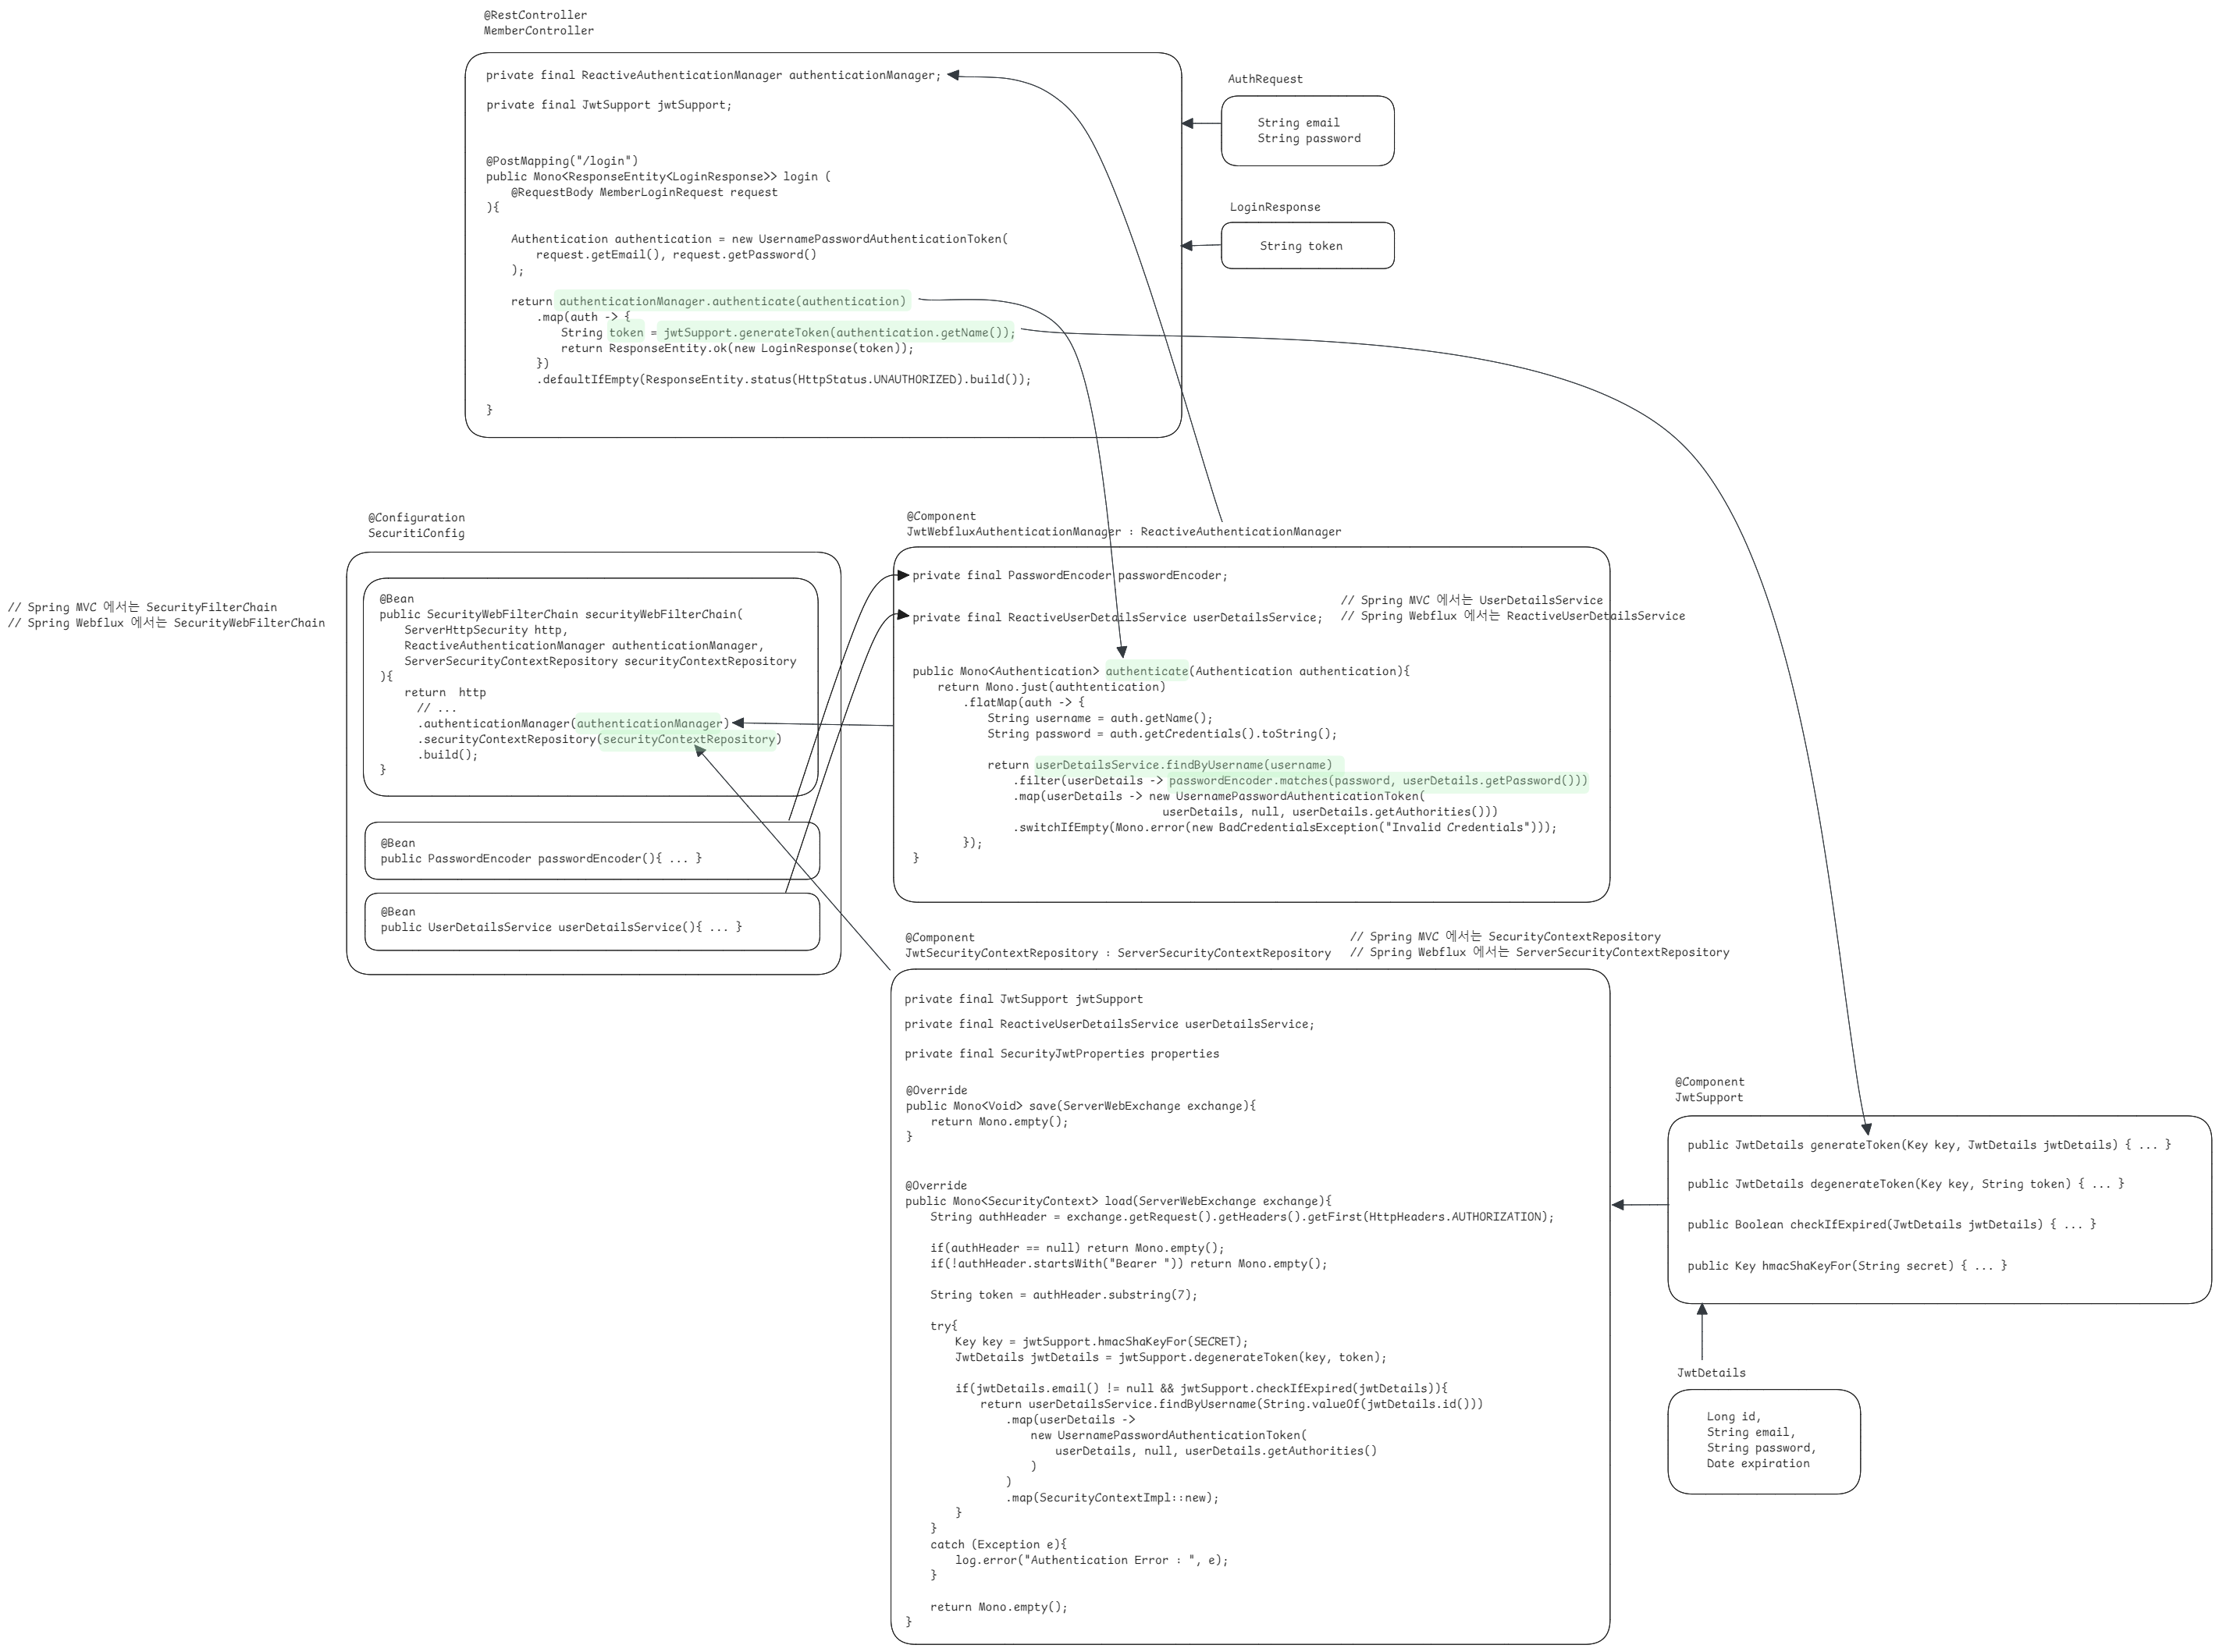 @RestController
MemberController
private final ReactiveAuthenticationManager authenticationManager;
private final JwtSupport jwtSupport;
@PostMapping("/login")
public Mono<ResponseEntity<LoginResponse>> login (
@RequestBody MemberLoginRequest request
){
Authentication authentication = new UsernamePasswordAuthenticationToken(
request.getEmail(), request.getPassword()
);
return authenticationManager.authenticate(authentication)
.map(auth -> {
String token = jwtSupport.generateToken(authentication.getName());
return ResponseEntity.ok(new LoginResponse(token));
})
.defaultIfEmpty(ResponseEntity.status(HttpStatus.UNAUTHORIZED).build());
}
AuthRequest
String email
String password
LoginResponse
String token
// Spring MVC 에서는 SecurityFilterChain
// Spring Webflux 에서는 SecurityWebFilterChain
@Configuration
SecuritiConfig
@Bean
public SecurityWebFilterChain securityWebFilterChain(
ServerHttpSecurity http,
ReactiveAuthenticationManager authenticationManager,
ServerSecurityContextRepository securityContextRepository
){
return  http
// ...
.authenticationManager(authenticationManager)
.securityContextRepository(securityContextRepository)
.build();
}
@Bean
public PasswordEncoder passwordEncoder(){ ... }
@Bean
public UserDetailsService userDetailsService(){ ... }
@Component
JwtWebfluxAuthenticationManager : ReactiveAuthenticationManager
private final PasswordEncoder passwordEncoder;
private final ReactiveUserDetailsService userDetailsService;
// Spring MVC 에서는 UserDetailsService
// Spring Webflux 에서는 ReactiveUserDetailsService
public Mono<Authentication> authenticate(Authentication authentication){
return Mono.just(authtentication)
.flatMap(auth -> {
String username = auth.getName();
String password = auth.getCredentials().toString();
return userDetailsService.findByUsername(username)
.filter(userDetails -> passwordEncoder.matches(password, userDetails.getPassword()))
.map(userDetails -> new UsernamePasswordAuthenticationToken(
userDetails, null, userDetails.getAuthorities()))
.switchIfEmpty(Mono.error(new BadCredentialsException("Invalid Credentials")));
});
}
@Component
JwtSecurityContextRepository : ServerSecurityContextRepository
// Spring MVC 에서는 SecurityContextRepository
// Spring Webflux 에서는 ServerSecurityContextRepository
private final JwtSupport jwtSupport
private final ReactiveUserDetailsService userDetailsService;
private final SecurityJwtProperties properties
@Override
public Mono<Void> save(ServerWebExchange exchange){
return Mono.empty();
}
@Override
public Mono<SecurityContext> load(ServerWebExchange exchange){
String authHeader = exchange.getRequest().getHeaders().getFirst(HttpHeaders.AUTHORIZATION);
if(authHeader == null) return Mono.empty();
if(!authHeader.startsWith("Bearer ")) return Mono.empty();
String token = authHeader.substring(7);
try{
Key key = jwtSupport.hmacShaKeyFor(SECRET);
JwtDetails jwtDetails = jwtSupport.degenerateToken(key, token);
if(jwtDetails.email() != null && jwtSupport.checkIfExpired(jwtDetails)){
return userDetailsService.findByUsername(String.valueOf(jwtDetails.id()))
.map(userDetails ->
new UsernamePasswordAuthenticationToken(
userDetails, null, userDetails.getAuthorities()
)
)
.map(SecurityContextImpl::new);
}
}
catch (Exception e){
log.error("Authentication Error : ", e);
}
return Mono.empty();
}
@Component
JwtSupport
public JwtDetails generateToken(Key key, JwtDetails jwtDetails) { ... }
public JwtDetails degenerateToken(Key key, String token) { ... }
public Boolean checkIfExpired(JwtDetails jwtDetails) { ... }
public Key hmacShaKeyFor(String secret) { ... }
JwtDetails
Long id,
String email,
String password,
Date expiration